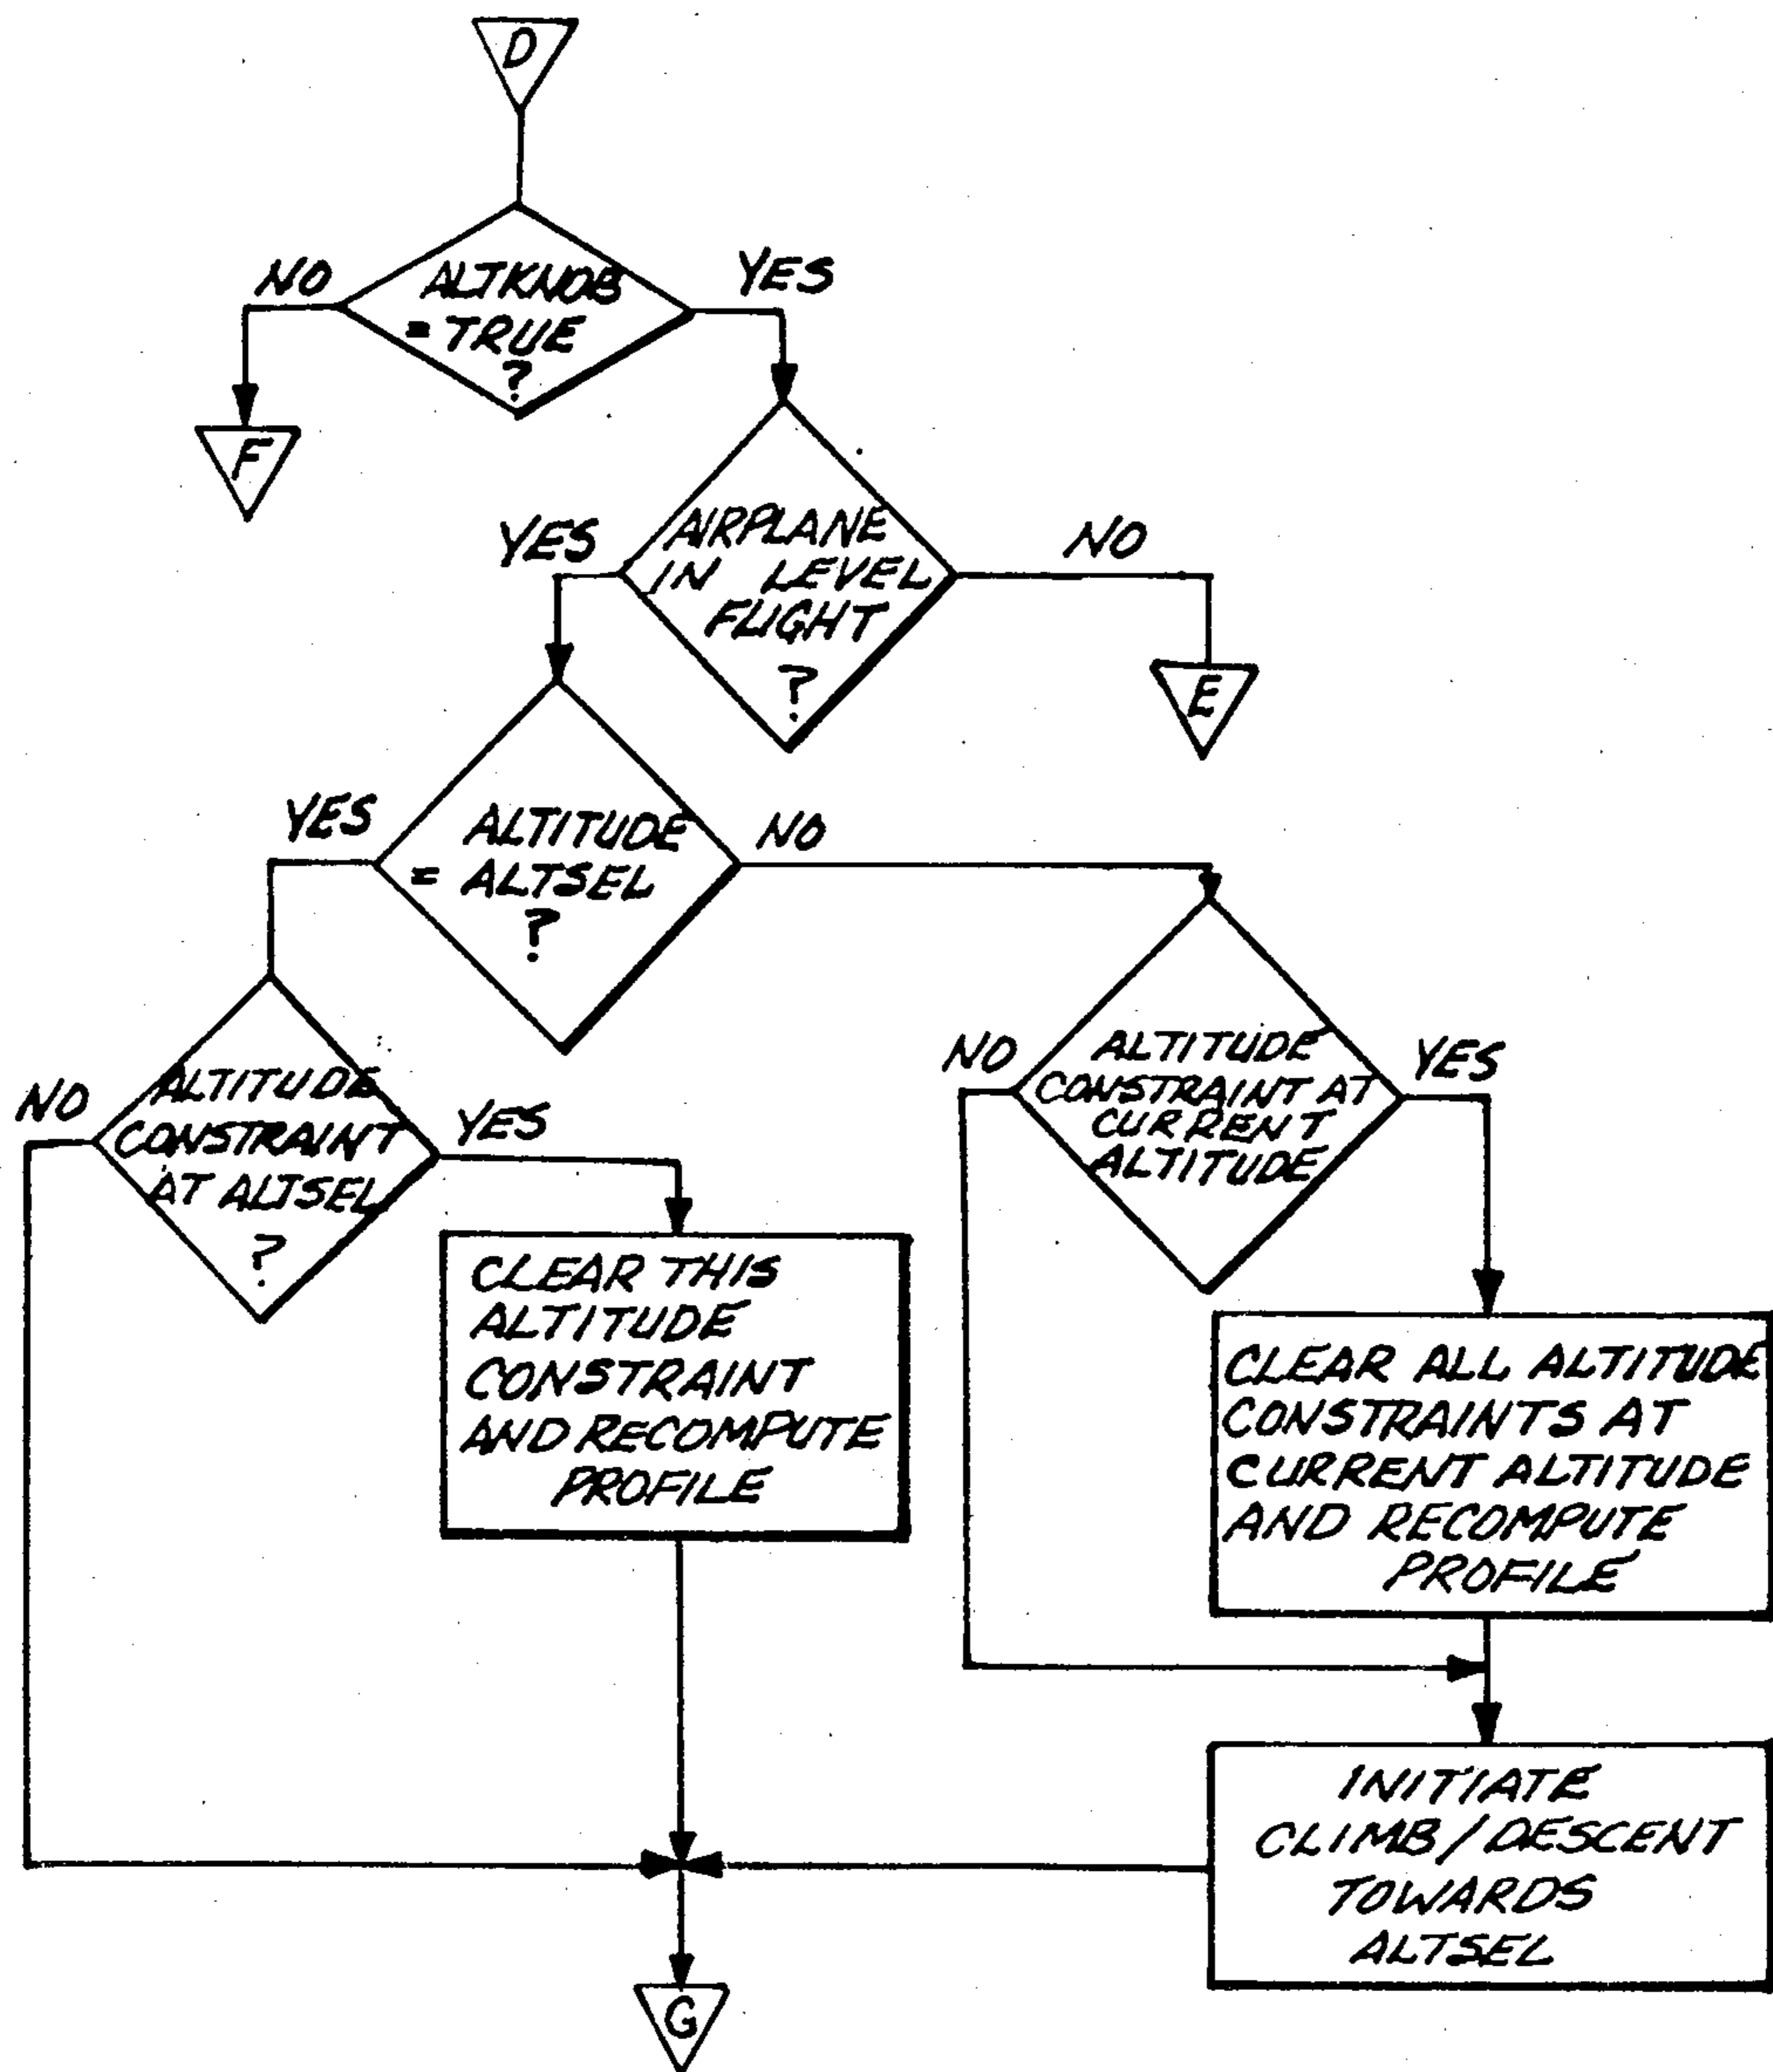 D
NO
YES
ALTKNOB
= TRUE
?
F
YES
AIRPLANE
IN LEVEL
FLIGHT
?
NO
E
YES
ALTITUDE
= ALTSEL
?
NO
NO
ALTITUDE
CONSTRAINT
AT ALTSEL
?
YES
NO
ALTITUDE
CONSTRAINT AT
CURRENT
ALTITUDE
YES
CLEAR THIS
ALTITUDE
CONSTRAINT
AND RECOMPUTE
PROFILE
CLEAR ALL ALTITUDE
CONSTRAINTS AT
CURRENT ALTITUDE
AND RECOMPUTE
PROFILE
INITIATE
CLIMB/DESCENT
TOWARDS
ALTSEL
G